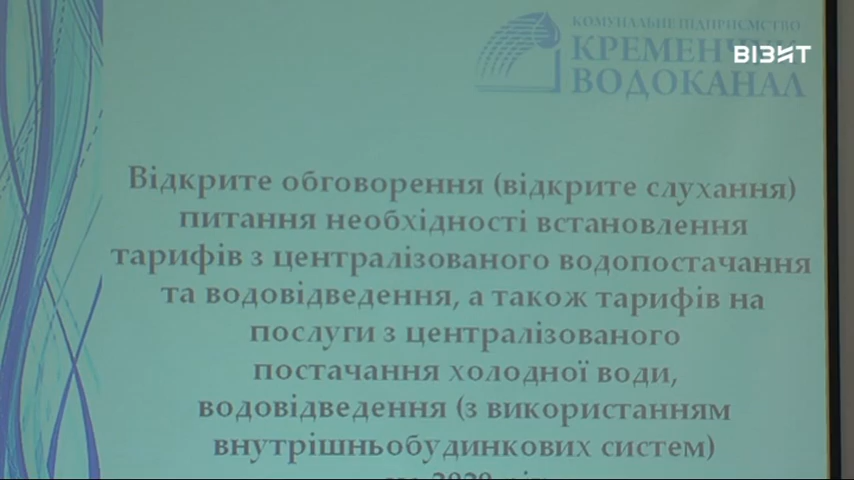 КОМУНАЛЬНЕ ПІДПРИЄМСТВО
КРЕМЕНЧУК
ВОДОКАНАЛ
ВІЗИТ
Відкрите обговорення (відкрите слухання)
питання необхідності встановлення
тарифів з централізованого водопостачання
та водовідведення, а також тарифів на
послуги з централізованого
постачання холодної води,
водовідведення (з використанням
внутрішньобудинкових систем)